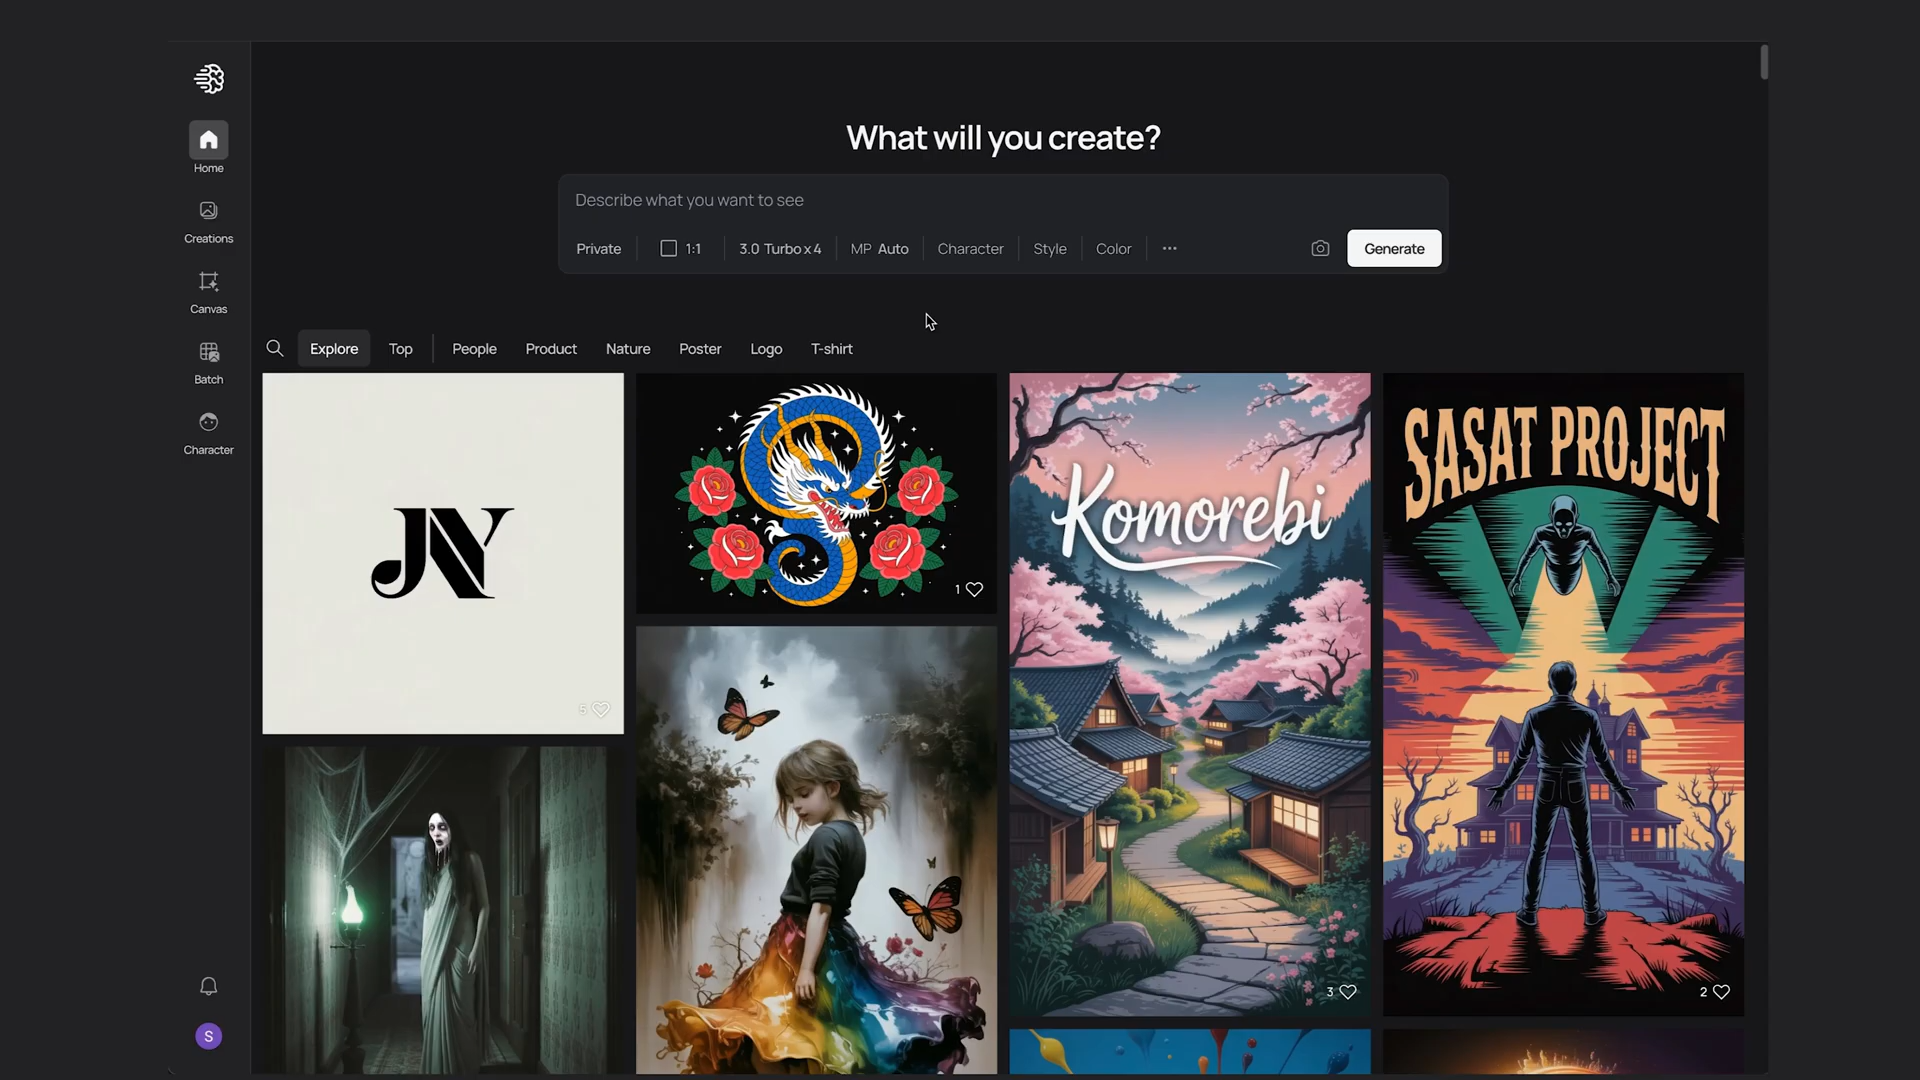 What will you create?
Describe what you want to see
Private
1:1
3.0 Turbo x 4
MP Auto
Character
Style
Color
Generate
Home
Creations
Canvas
Batch
Character
Explore
Top
People
Product
Nature
Poster
Logo
T-shirt
JNY
5
1
Komorebi
3
SASAT PROJECT
2
S